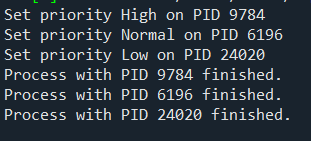 Set priority High on PID 9784
Set priority Normal on PID 6196
Set priority Low on PID 24020
Process with PID 9784 finished.
Process with PID 6196 finished.
Process with PID 24020 finished.